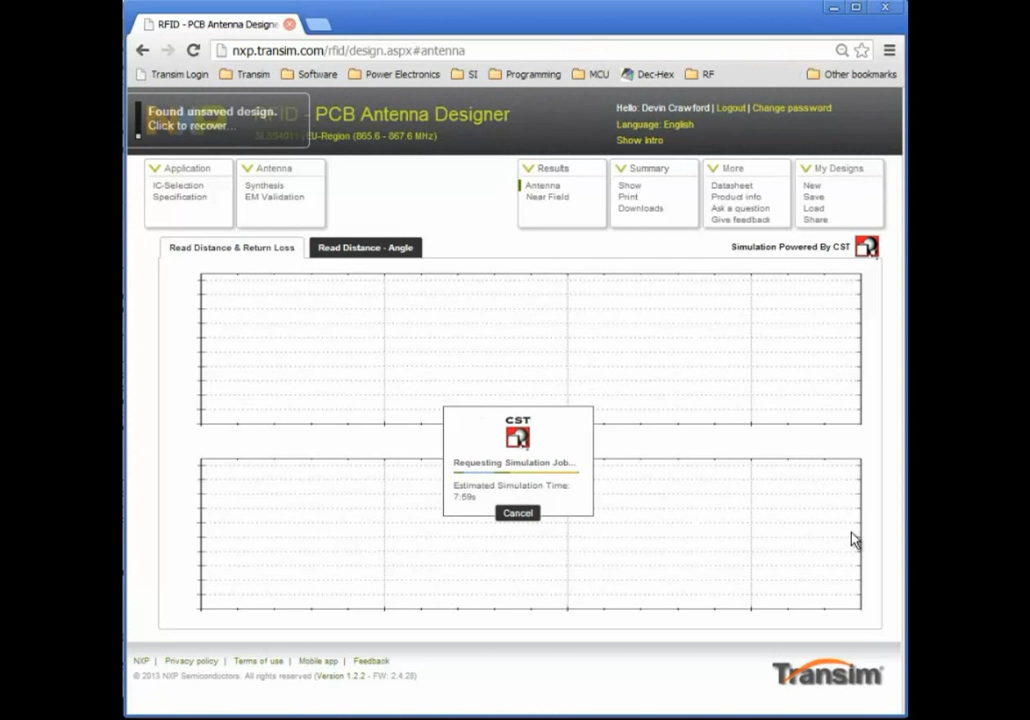 RFID - PCB Antenna Designe
nxp.transim.com/rfid/design.aspx#antenna
Transim Login Transim Software Power Electronics SI Programming MCU Dec-Hex RF Other bookmarks
Found unsaved design.
Click to recover...
RFID - PCB Antenna Designer
EU-Region (865.6 - 867.6 MHz)
Hello: Devin Crawford | Logout | Change password
Language: English
Show Intro
Application
IC-Selection
Specification
Antenna
Synthesis
EM Validation
Results
Antenna
Near Field
Summary
Show
Print
Downloads
More
Datasheet
Product info
Ask a question
Give feedback
My Designs
New
Save
Load
Share
Read Distance & Return Loss
Read Distance - Angle
Simulation Powered By CST
CST
Requesting Simulation Job...
Estimated Simulation Time:
7:59s
Cancel
NXP | Privacy policy | Terms of use | Mobile app | Feedback
© 2013 NXP Semiconductors. All rights reserved (Version 1.2.2 - FW: 2.4.28)
Transim